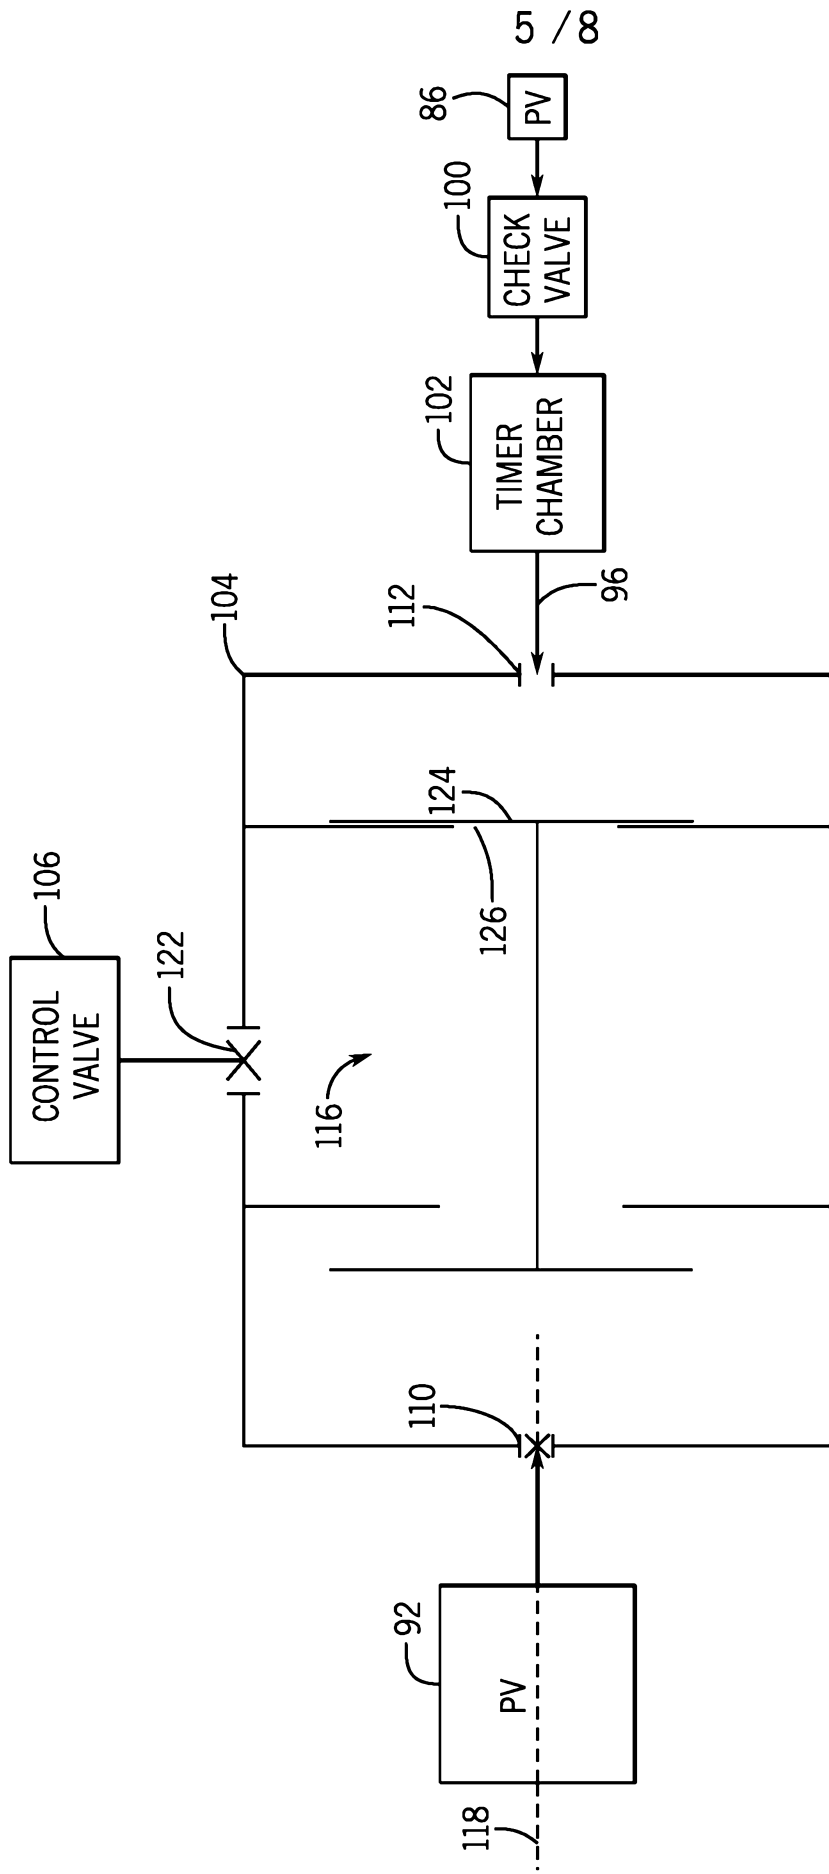 5 /8
86
PV
100
CHECK
VALVE
102
TIMER
CHAMBER
96
112
104
124
126
106
CONTROL
VALVE
122
116
110
92
PV
118